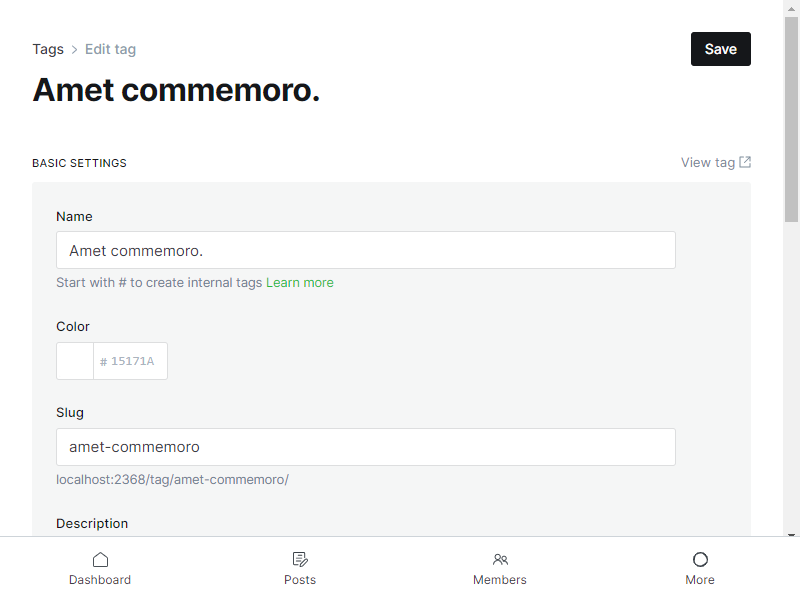 Tags > Edit tag
Save
Amet commemoro.
BASIC SETTINGS
View tag
Name
Amet commemoro.
Start with # to create internal tags Learn more
Color
# 15171A
Slug
amet-commemoro
localhost:2368/tag/amet-commemoro/
Description
Dashboard
Posts
Members
More